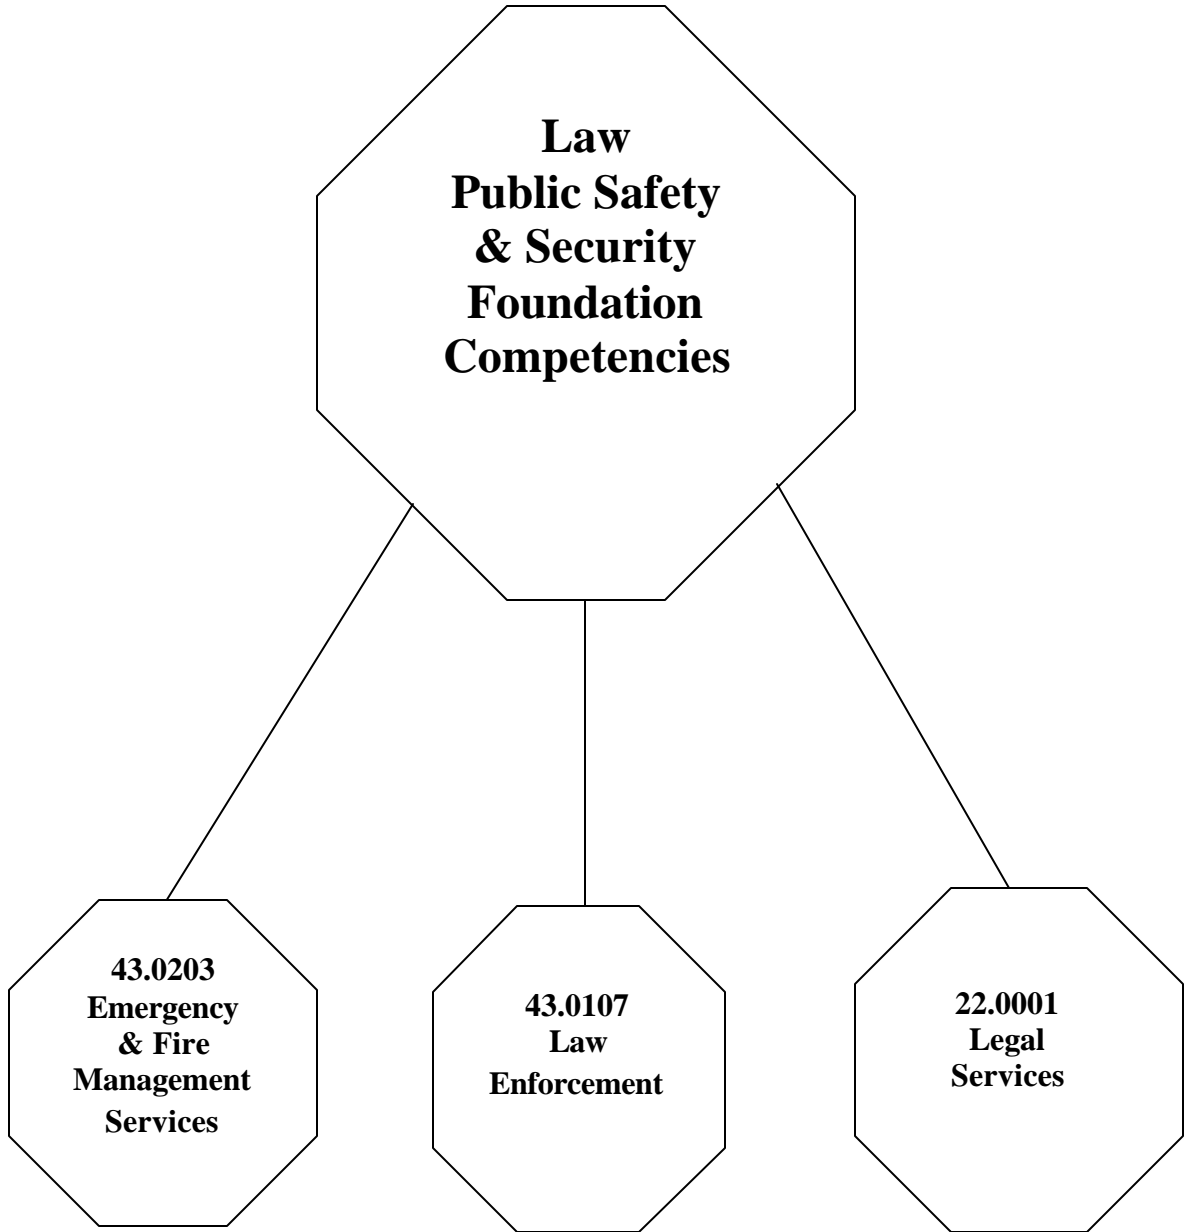 Law
Public Safety
& Security
Foundation
Competencies
43.0203
Emergency
& Fire
Management
Services
43.0107
Law
Enforcement
22.0001
Legal
Services